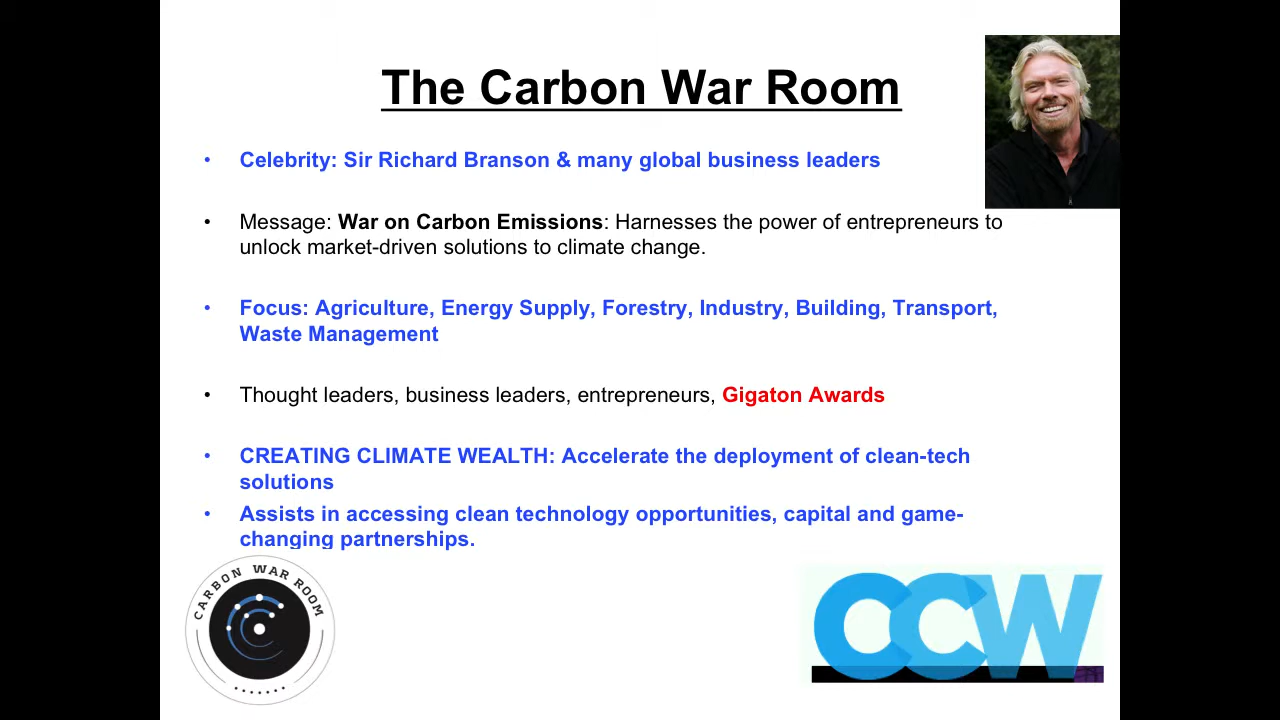 The Carbon War Room
• Celebrity: Sir Richard Branson & many global business leaders
• Message: War on Carbon Emissions: Harnesses the power of entrepreneurs to
unlock market-driven solutions to climate change.
• Focus: Agriculture, Energy Supply, Forestry, Industry, Building, Transport,
Waste Management
• Thought leaders, business leaders, entrepreneurs, Gigaton Awards
• CREATING CLIMATE WEALTH: Accelerate the deployment of clean-tech
solutions
• Assists in accessing clean technology opportunities, capital and game-
changing partnerships.
CARBON WAR ROOM
CCW